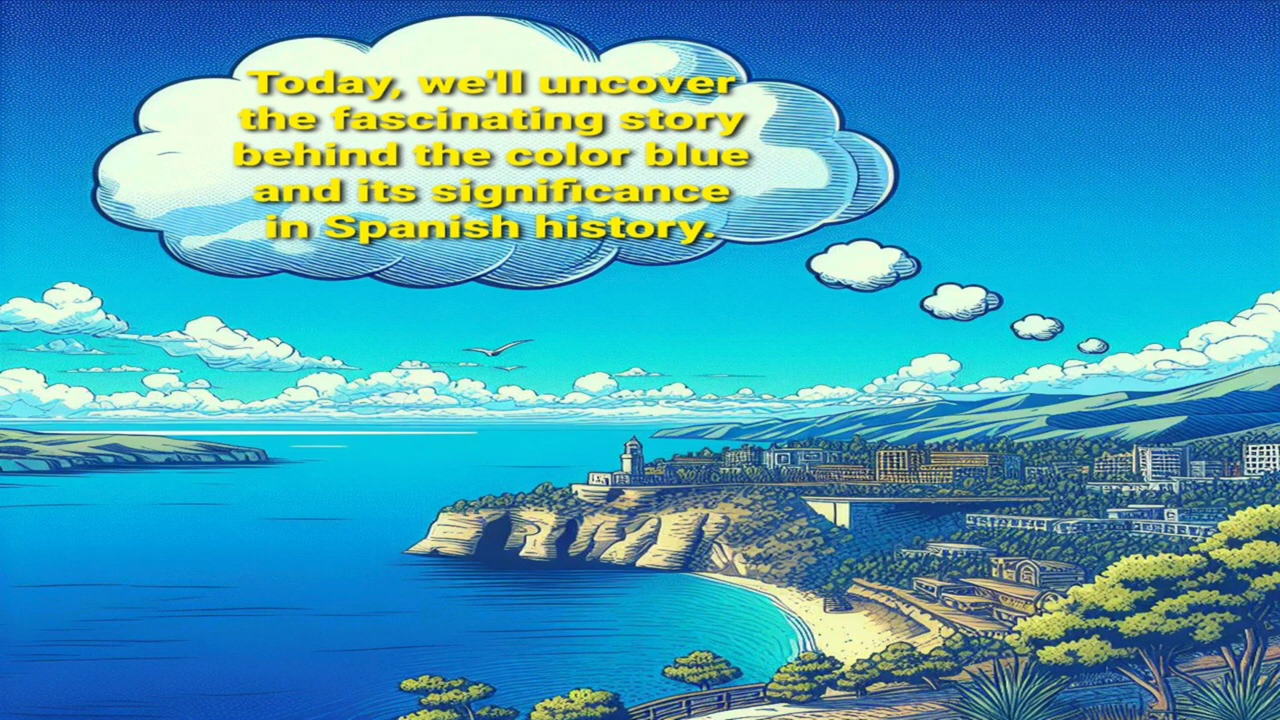 Today, we'll uncover
the fascinating story
behind the color blue
and its significance
in Spanish history.